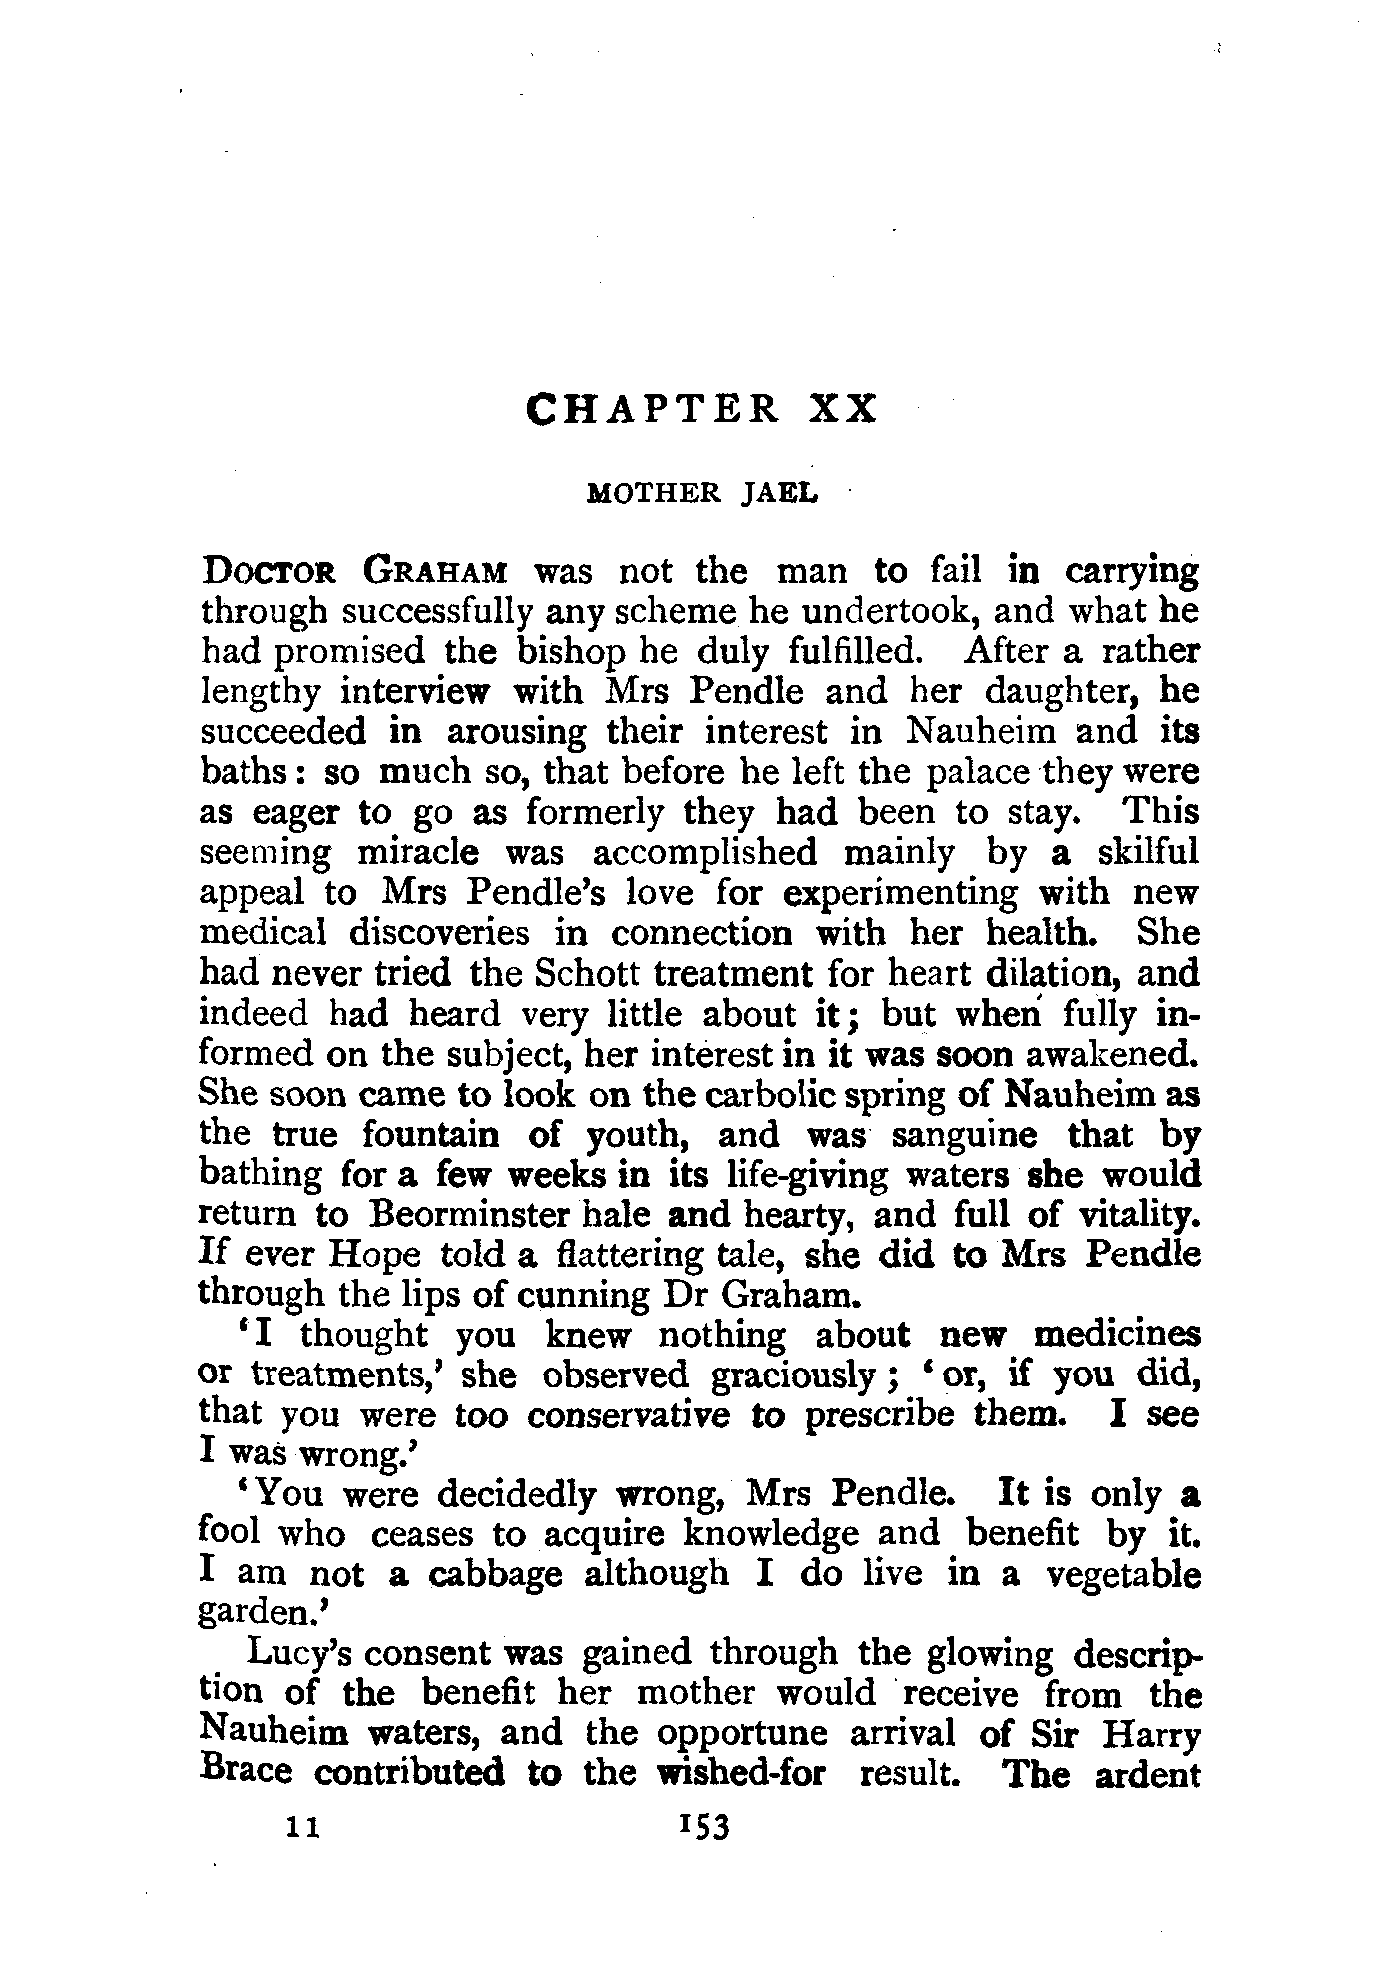 CHAPTER XX
MOTHER JAEL
DOCTOR GRAHAM was not the man to fail in carrying
through successfully any scheme he undertook, and what he
had promised the bishop he duly fulfilled. After a rather
lengthy interview with Mrs Pendle and her daughter, he
succeeded in arousing their interest in Nauheim and its
baths: so much so, that before he left the palace they were
as eager to go as formerly they had been to stay. This
seeming miracle was accomplished mainly by a skilful
appeal to Mrs Pendle's love for experimenting with new
medical discoveries in connection with her health. She
had never tried the Schott treatment for heart dilation, and
indeed had heard very little about it; but when fully in-
formed on the subject, her interest in it was soon awakened.
She soon came to look on the carbolic spring of Nauheim as
the true fountain of youth, and was sanguine that by
bathing for a few weeks in its life-giving waters she would
return to Beorminster hale and hearty, and full of vitality.
If ever Hope told a flattering tale, she did to Mrs Pendle
through the lips of cunning Dr Graham.
'I thought you knew nothing about new medicines
or treatments,' she observed graciously; 'or, if you did,
that you were too conservative to prescribe them. I see
I was wrong.'
'You were decidedly wrong, Mrs Pendle. It is only a
fool who ceases to acquire knowledge and benefit by it.
I am not a cabbage although I do live in a vegetable
garden.'
Lucy's consent was gained through the glowing descrip-
tion of the benefit her mother would receive from the
Nauheim waters, and the opportune arrival of Sir Harry
Brace contributed to the wished-for result. The ardent
11 153